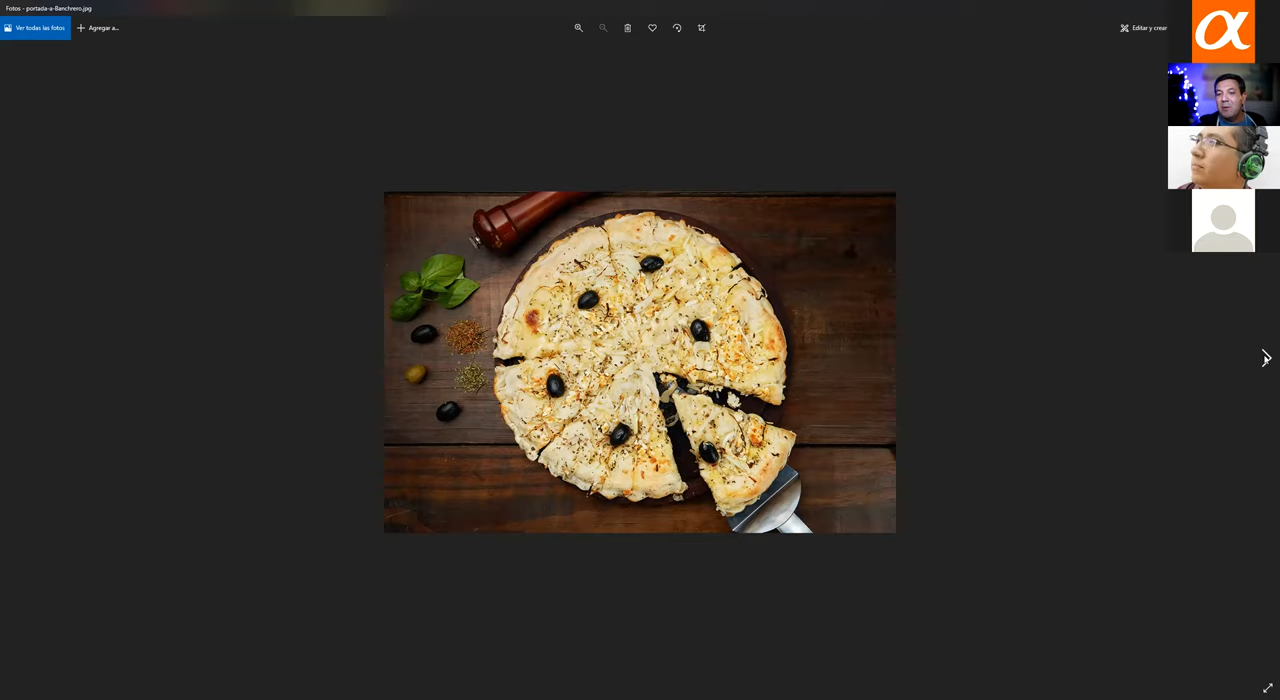 Fotos - portada-a-Banchrero.jpg
Ver todas las fotos
Agregar a...
Editar y crear
α